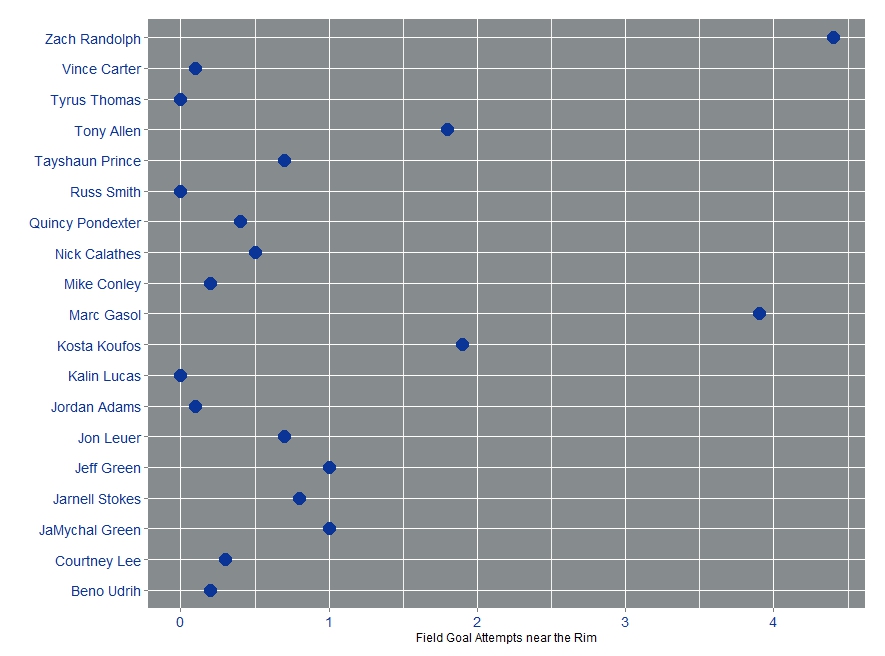 Zach Randolph
Vince Carter
Tyrus Thomas
Tony Allen
Tayshaun Prince
Russ Smith
Quincy Pondexter
Nick Calathes
Mike Conley
Marc Gasol
Kosta Koufos
Kalin Lucas
Jordan Adams
Jon Leuer
Jeff Green
Jarnell Stokes
JaMychal Green
Courtney Lee
Beno Udrih
0 1 2 3 4
Field Goal Attempts near the Rim